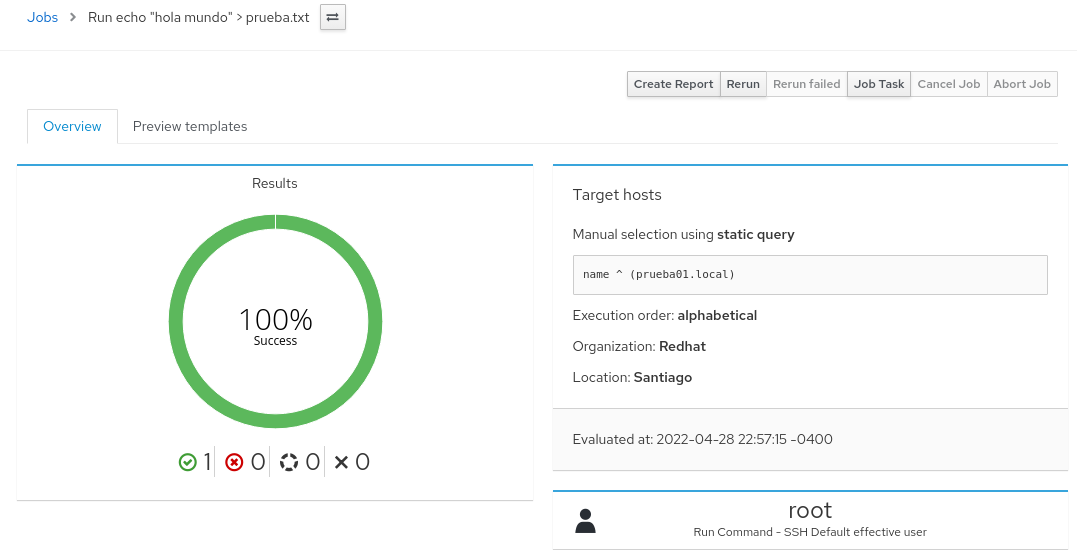 Jobs > Run echo "hola mundo" > prueba.txt
Create Report Rerun Rerun failed Job Task Cancel Job Abort Job
Overview Preview templates
Results
100%
Success
1 0 0 0
Target hosts
Manual selection using static query
name ^ (prueba01.local)
Execution order: alphabetical
Organization: Redhat
Location: Santiago
Evaluated at: 2022-04-28 22:57:15 -0400
root
Run Command - SSH Default effective user